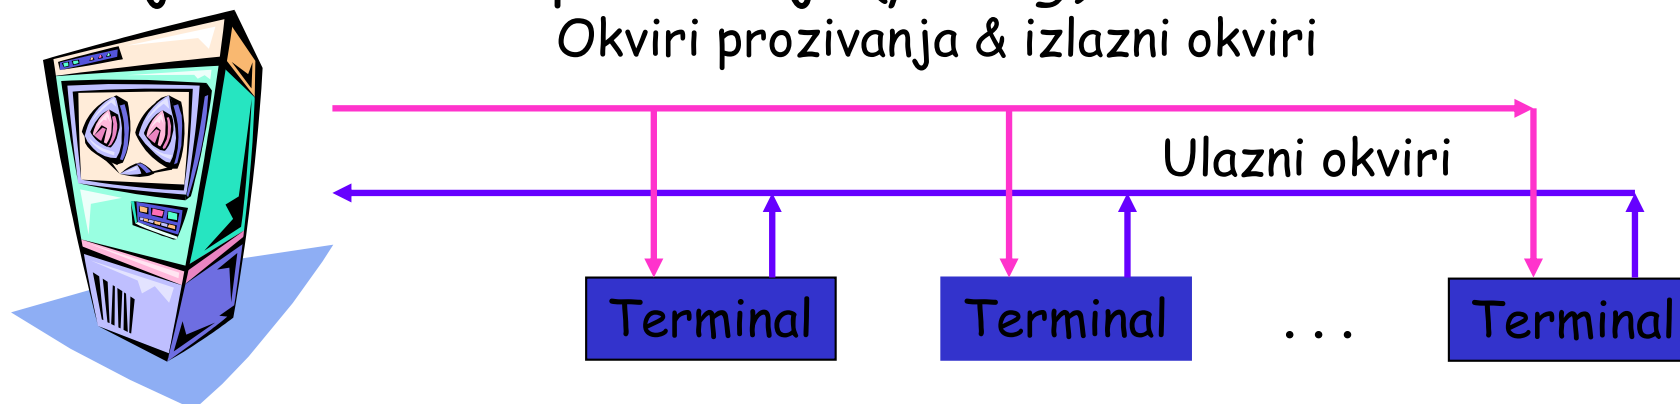 Okviri prozivanja & izlazni okviri
Ulazni okviri
Terminal Terminal . . . Terminal